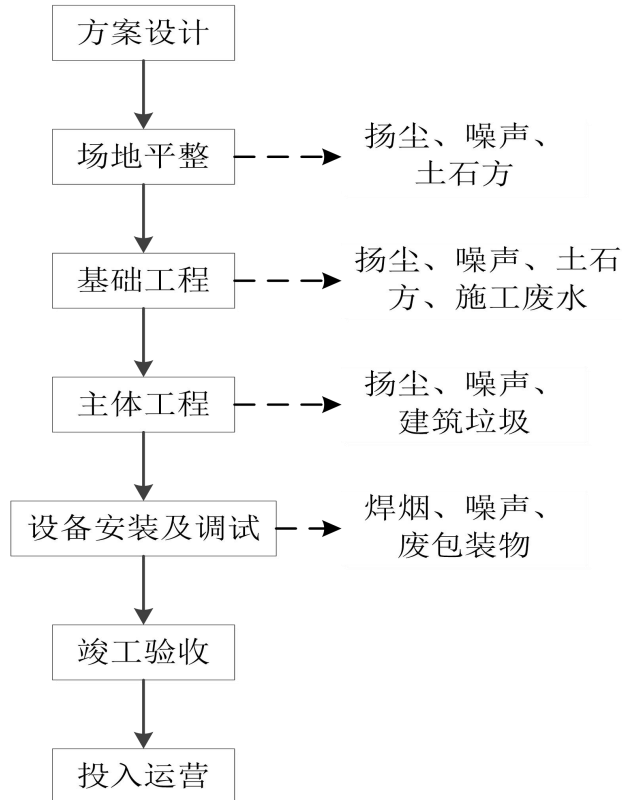 方案设计
场地平整
扬尘、噪声、
土石方
基础工程
扬尘、噪声、土石
方、施工废水
主体工程
扬尘、噪声、
建筑垃圾
设备安装及调试
焊烟、噪声、
废包装物
竣工验收
投入运营